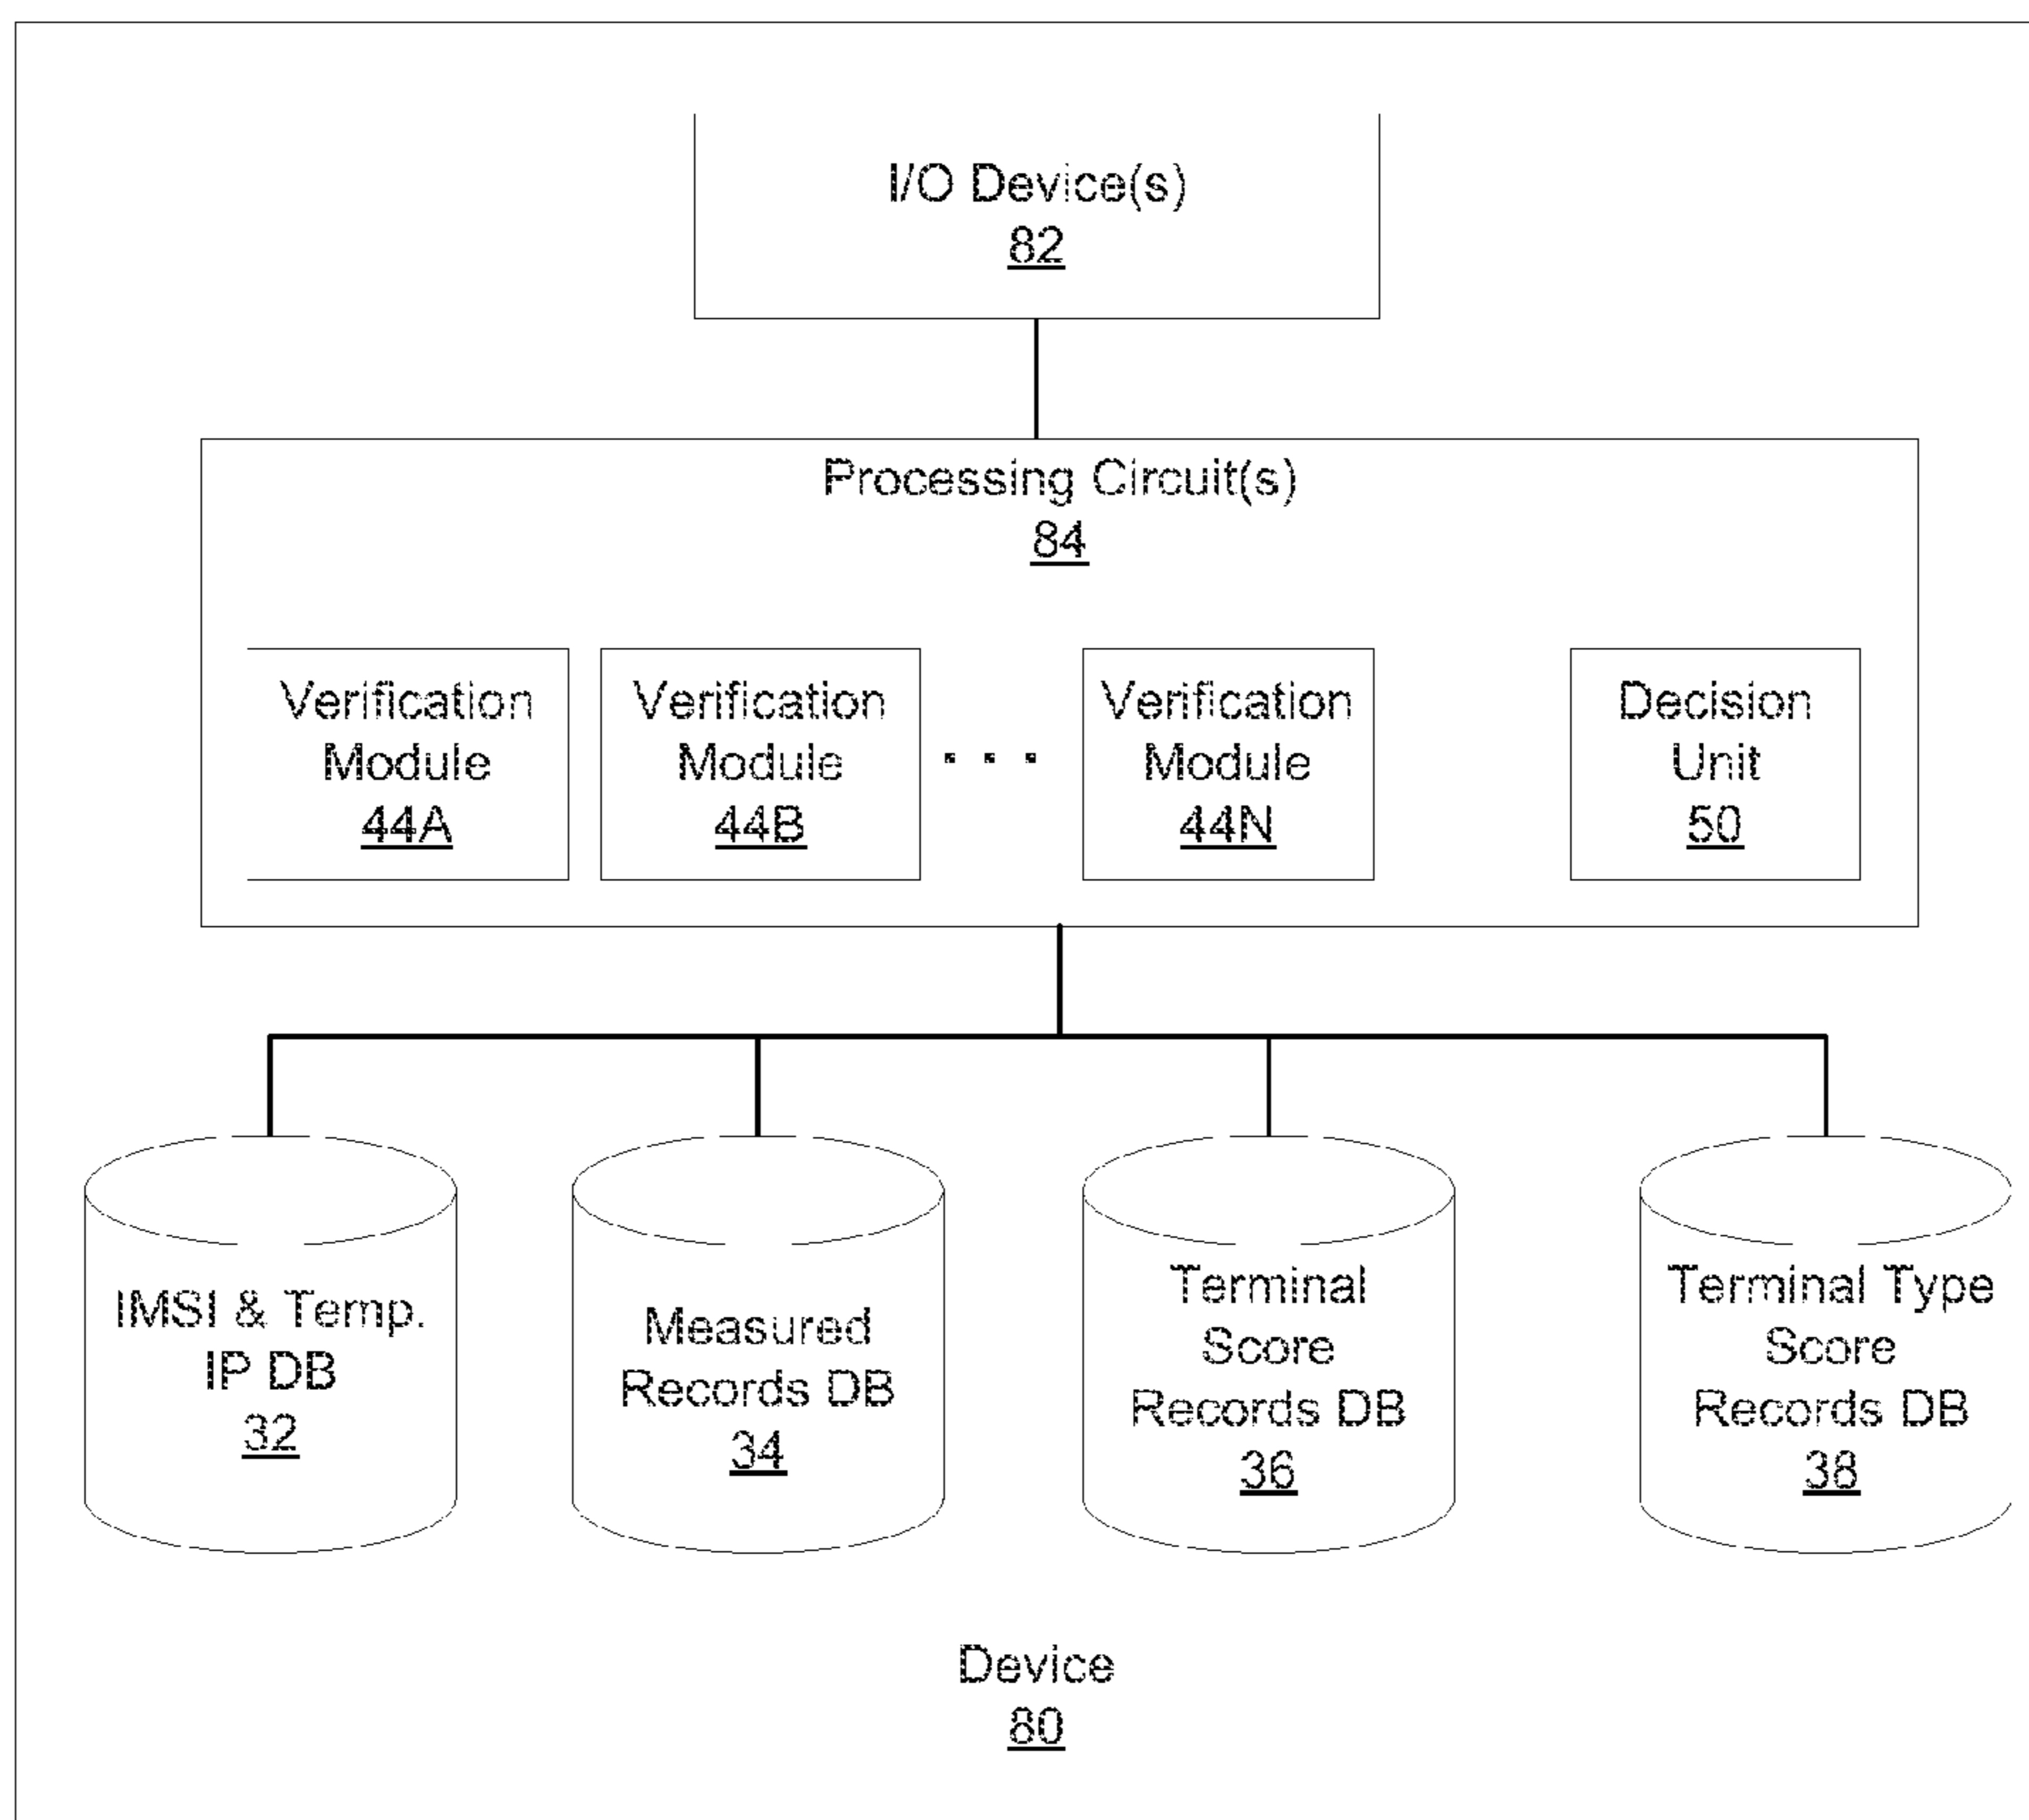 I/O Device(s)
82
Processing Circuit(s)
84
Verification
Module
44A
Verification
Module
44B
. . .
Verification
Module
44N
Decision
Unit
50
IMSI & Temp.
IP DB
32
Measured
Records DB
34
Terminal
Score
Records DB
36
Terminal Type
Score
Records DB
38
Device
80